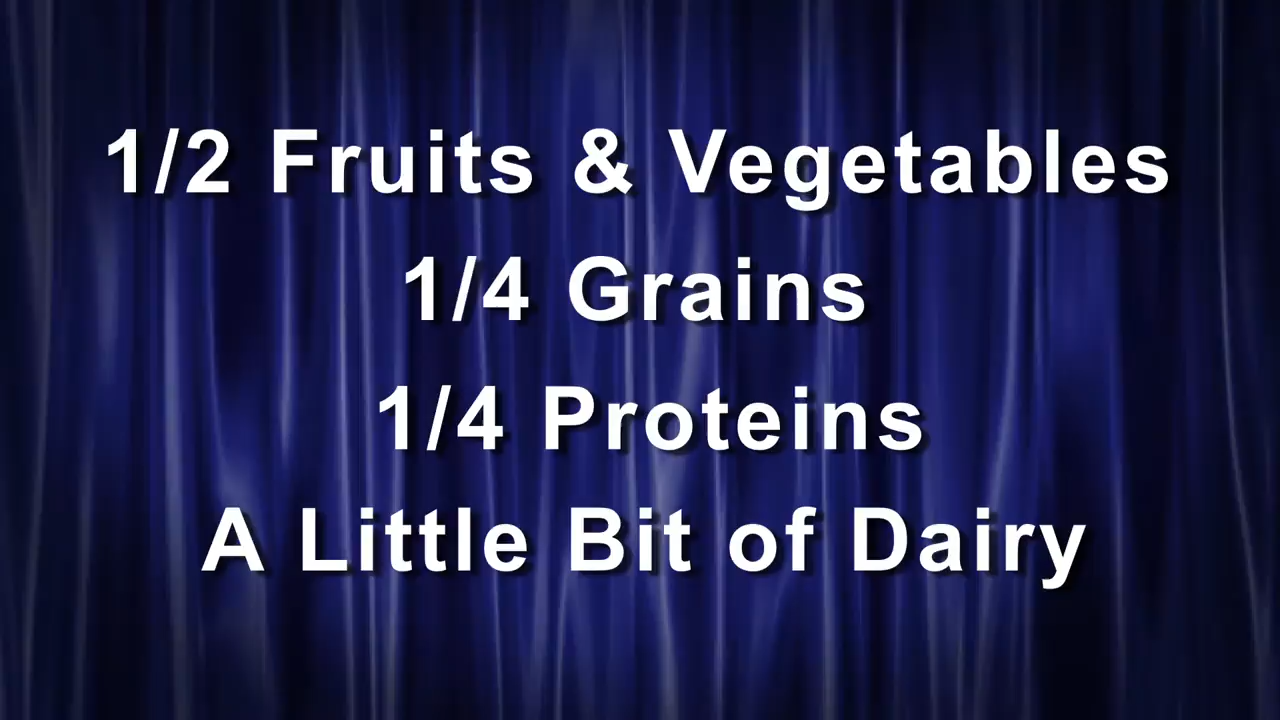 1/2 Fruits & Vegetables
1/4 Grains
1/4 Proteins
A Little Bit of Dairy